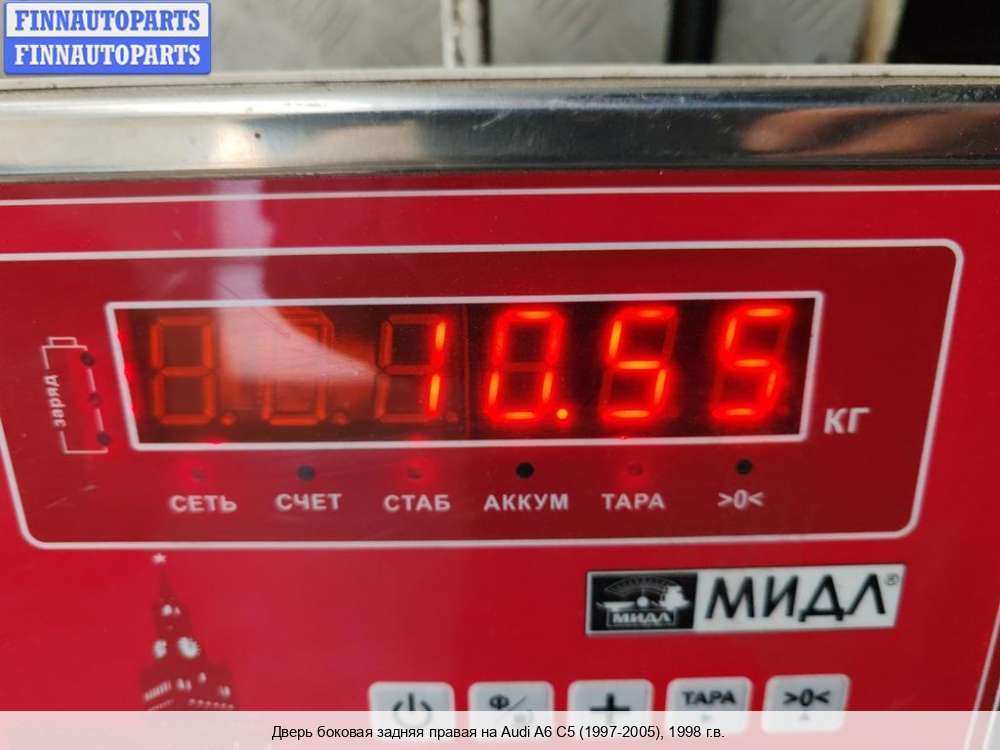 FINNAUTOPARTS
FINNAUTOPARTS
заряд
10.55
КГ
СЕТЬ СЧЕТ СТАБ АККУМ ТАРА >0<
МИДЛ®
МИДЛ
ТАРА >0<
Дверь боковая задняя правая на Audi A6 C5 (1997-2005), 1998 г.в.